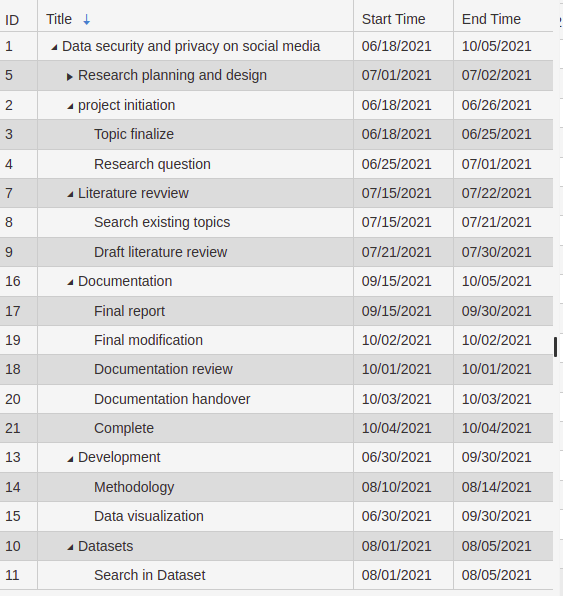 ID Title ↓ Start Time End Time
1 Data security and privacy on social media 06/18/2021 10/05/2021
5 Research planning and design 07/01/2021 07/02/2021
2 project initiation 06/18/2021 06/26/2021
3 Topic finalize 06/18/2021 06/25/2021
4 Research question 06/25/2021 07/01/2021
7 Literature revview 07/15/2021 07/22/2021
8 Search existing topics 07/15/2021 07/21/2021
9 Draft literature review 07/21/2021 07/30/2021
16 Documentation 09/15/2021 10/05/2021
17 Final report 09/15/2021 09/30/2021
19 Final modification 10/02/2021 10/02/2021
18 Documentation review 10/01/2021 10/01/2021
20 Documentation handover 10/03/2021 10/03/2021
21 Complete 10/04/2021 10/04/2021
13 Development 06/30/2021 09/30/2021
14 Methodology 08/10/2021 08/14/2021
15 Data visualization 06/30/2021 09/30/2021
10 Datasets 08/01/2021 08/05/2021
11 Search in Dataset 08/01/2021 08/05/2021